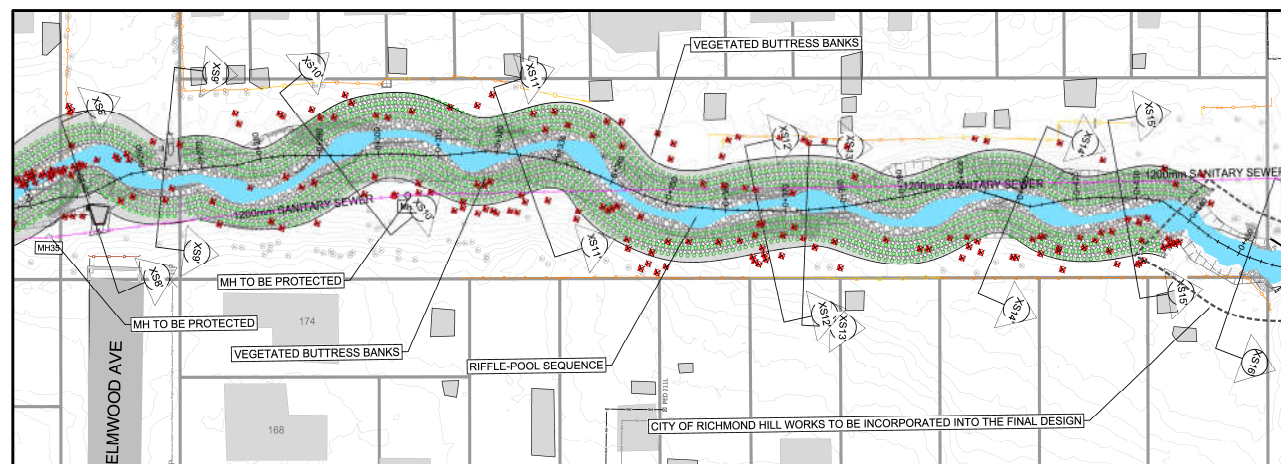 VEGETATED BUTTRESS BANKS
XS9'
XS10'
XS11'
XS8'
XS15'
XS12'
XS13'
XS14'
1200mm SANITARY SEWER
1200mm SANITARY SEWER
1200mm SANITARY SEWER
XS10'
MH35
XS9'
XS11'
XS8'
MH TO BE PROTECTED
XS15'
XS14'
XS12'
XS13'
MH TO BE PROTECTED
174
VEGETATED BUTTRESS BANKS
RIFFLE-POOL SEQUENCE
XS16'
ELMWOOD AVE
168
CITY OF RICHMOND HILL WORKS TO BE INCORPORATED INTO THE FINAL DESIGN